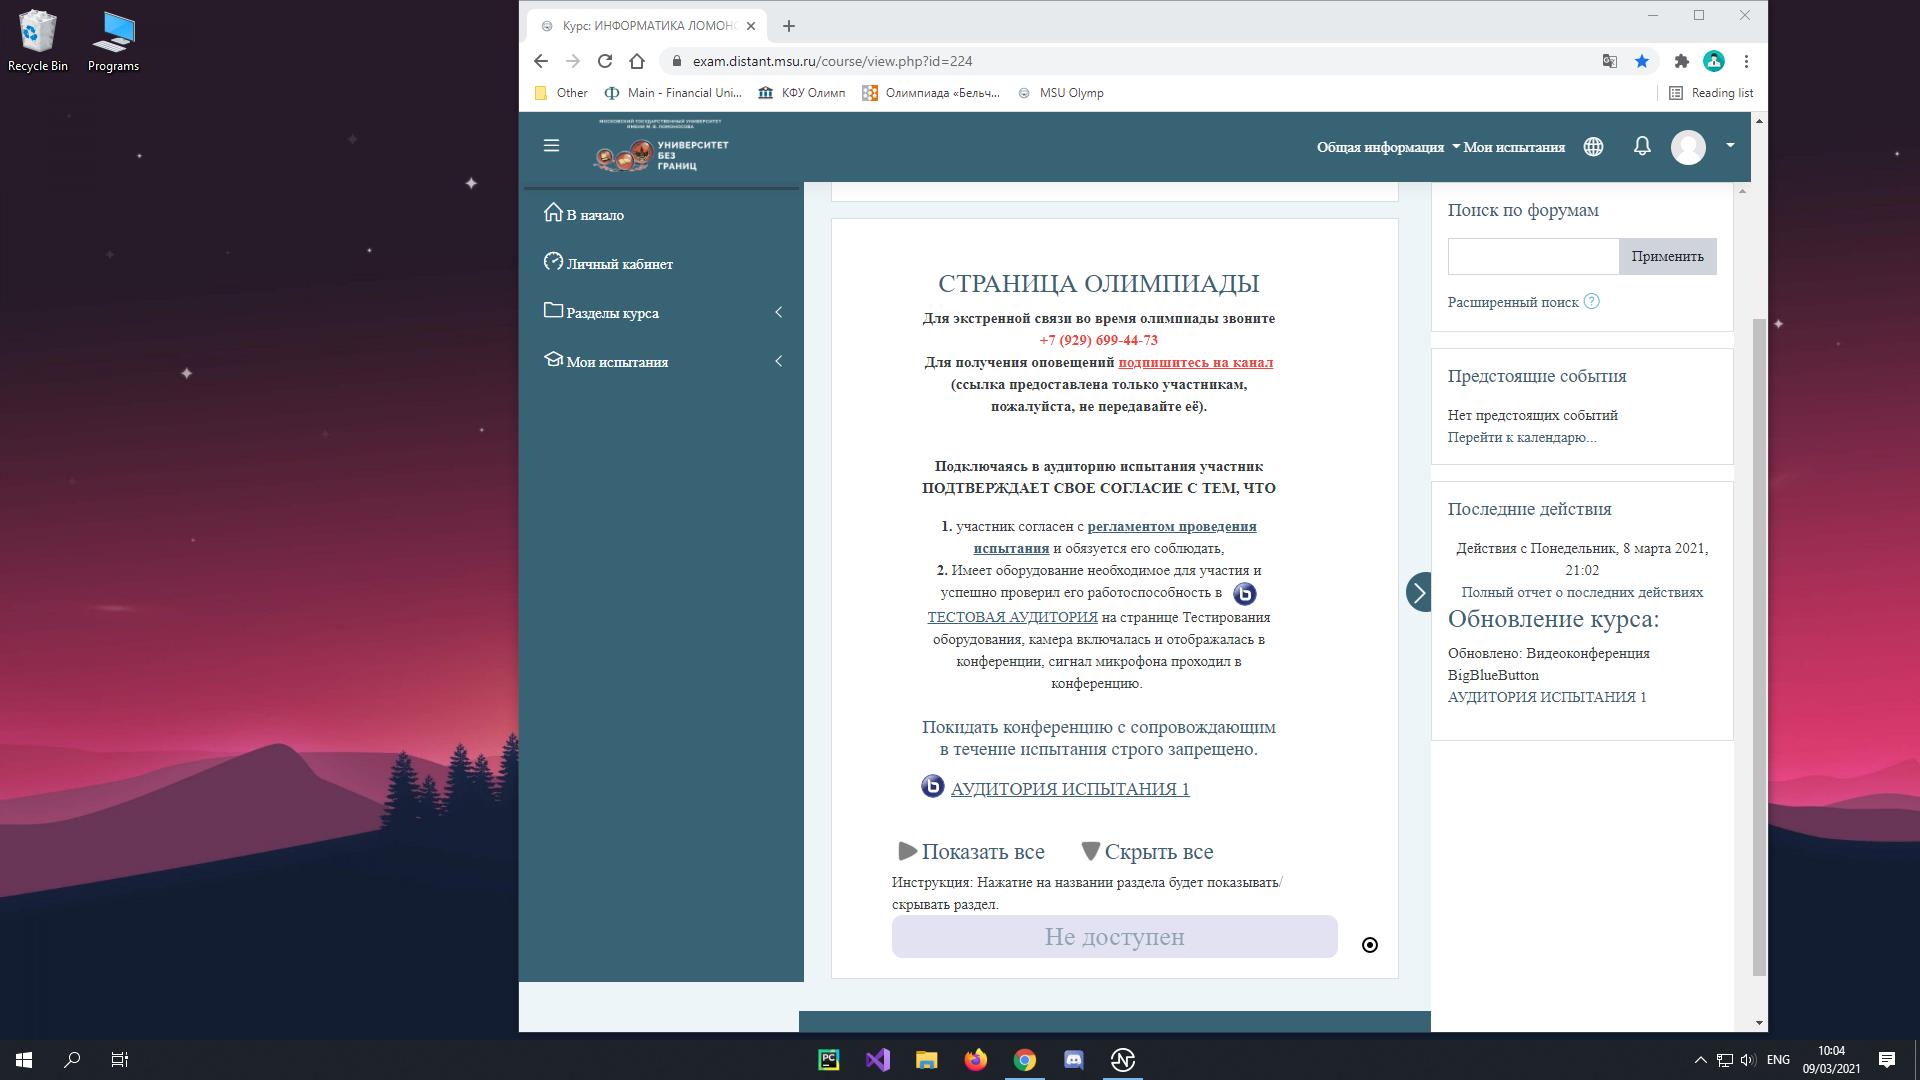 Recycle Bin
Programs
Курс: ИНФОРМАТИКА ЛОМОНО
exam.distant.msu.ru/course/view.php?id=224
Other
Main - Financial Uni...
КФУ Олимп
Олимпиада «Бельч...
MSU Olymp
Reading list
МОСКОВСКИЙ ГОСУДАРСТВЕННЫЙ УНИВЕРСИТЕТ
ИМЕНИ М. В. ЛОМОНОСОВА
УНИВЕРСИТЕТ
БЕЗ
ГРАНИЦ
Общая информация
Мои испытания
В начало
Личный кабинет
Разделы курса
Мои испытания
СТРАНИЦА ОЛИМПИАДЫ
Для экстренной связи во время олимпиады звоните
+7 (929) 699-44-73
Для получения оповещений подпишитесь на канал
(ссылка предоставлена только участникам,
пожалуйста, не передавайте её).
Подключаясь в аудиторию испытания участник
ПОДТВЕРЖДАЕТ СВОЕ СОГЛАСИЕ С ТЕМ, ЧТО
1. участник согласен с регламентом проведения
испытания и обязуется его соблюдать,
2. Имеет оборудование необходимое для участия и
успешно проверил его работоспособность в
ТЕСТОВАЯ АУДИТОРИЯ на странице Тестирования
оборудования, камера включалась и отображалась в
конференции, сигнал микрофона проходил в
конференцию.
Покидать конференцию с сопровождающим
в течение испытания строго запрещено.
АУДИТОРИЯ ИСПЫТАНИЯ 1
Показать все
Скрыть все
Инструкция: Нажатие на названии раздела будет показывать/
скрывать раздел.
Не доступен
Поиск по форумам
Применить
Расширенный поиск
Предстоящие события
Нет предстоящих событий
Перейти к календарю...
Последние действия
Действия с Понедельник, 8 марта 2021,
21:02
Полный отчет о последних действиях
Обновление курса:
Обновлено: Видеоконференция
BigBlueButton
АУДИТОРИЯ ИСПЫТАНИЯ 1
PC
ENG
10:04
09/03/2021